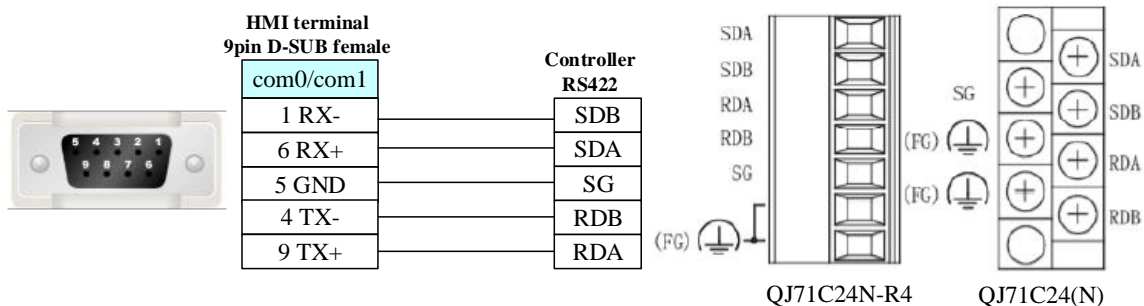 HMI terminal
9pin D-SUB female
com0/com1
1 RX-
6 RX+
5 GND
4 TX-
9 TX+
Controller
RS422
SDB
SDA
SG
RDB
RDA
5 4 3 2 1
9 8 7 6
SDA
SDB
RDA
RDB
SG
(FG)
QJ71C24N-R4
SG
(FG)
(FG)
SDA
SDB
RDA
RDB
QJ71C24(N)